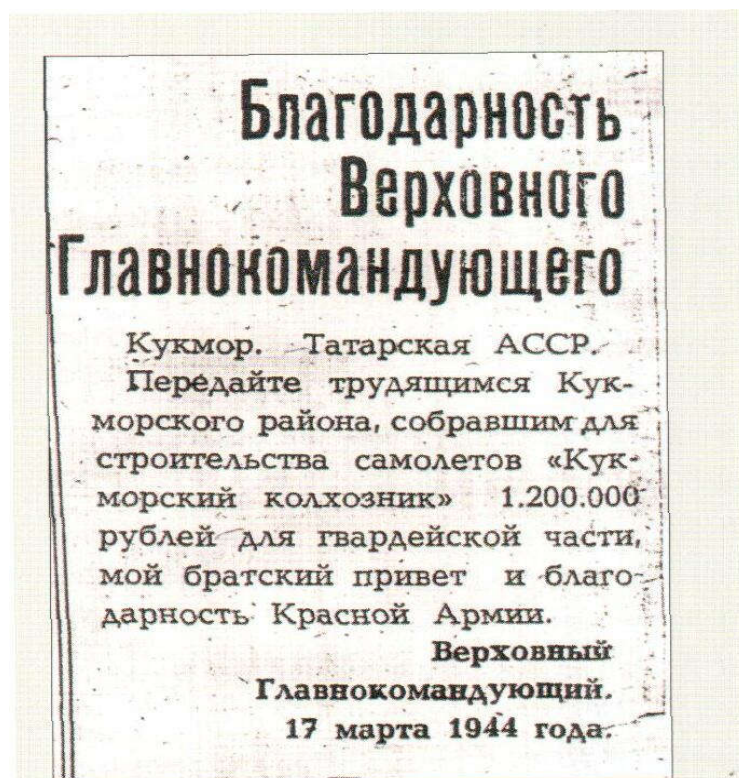 Благодарность
Верховного
Главнокомандующего
Кукмор. Татарская АССР.
Передайте трудящимся Кук-
морского района, собравшим для
строительства самолетов «Кук-
морский колхозник» 1.200.000
рублей для гвардейской части,
мой братский привет и благо-
дарность Красной Армии.
Верховный
Главнокомандующий.
17 марта 1944 года.